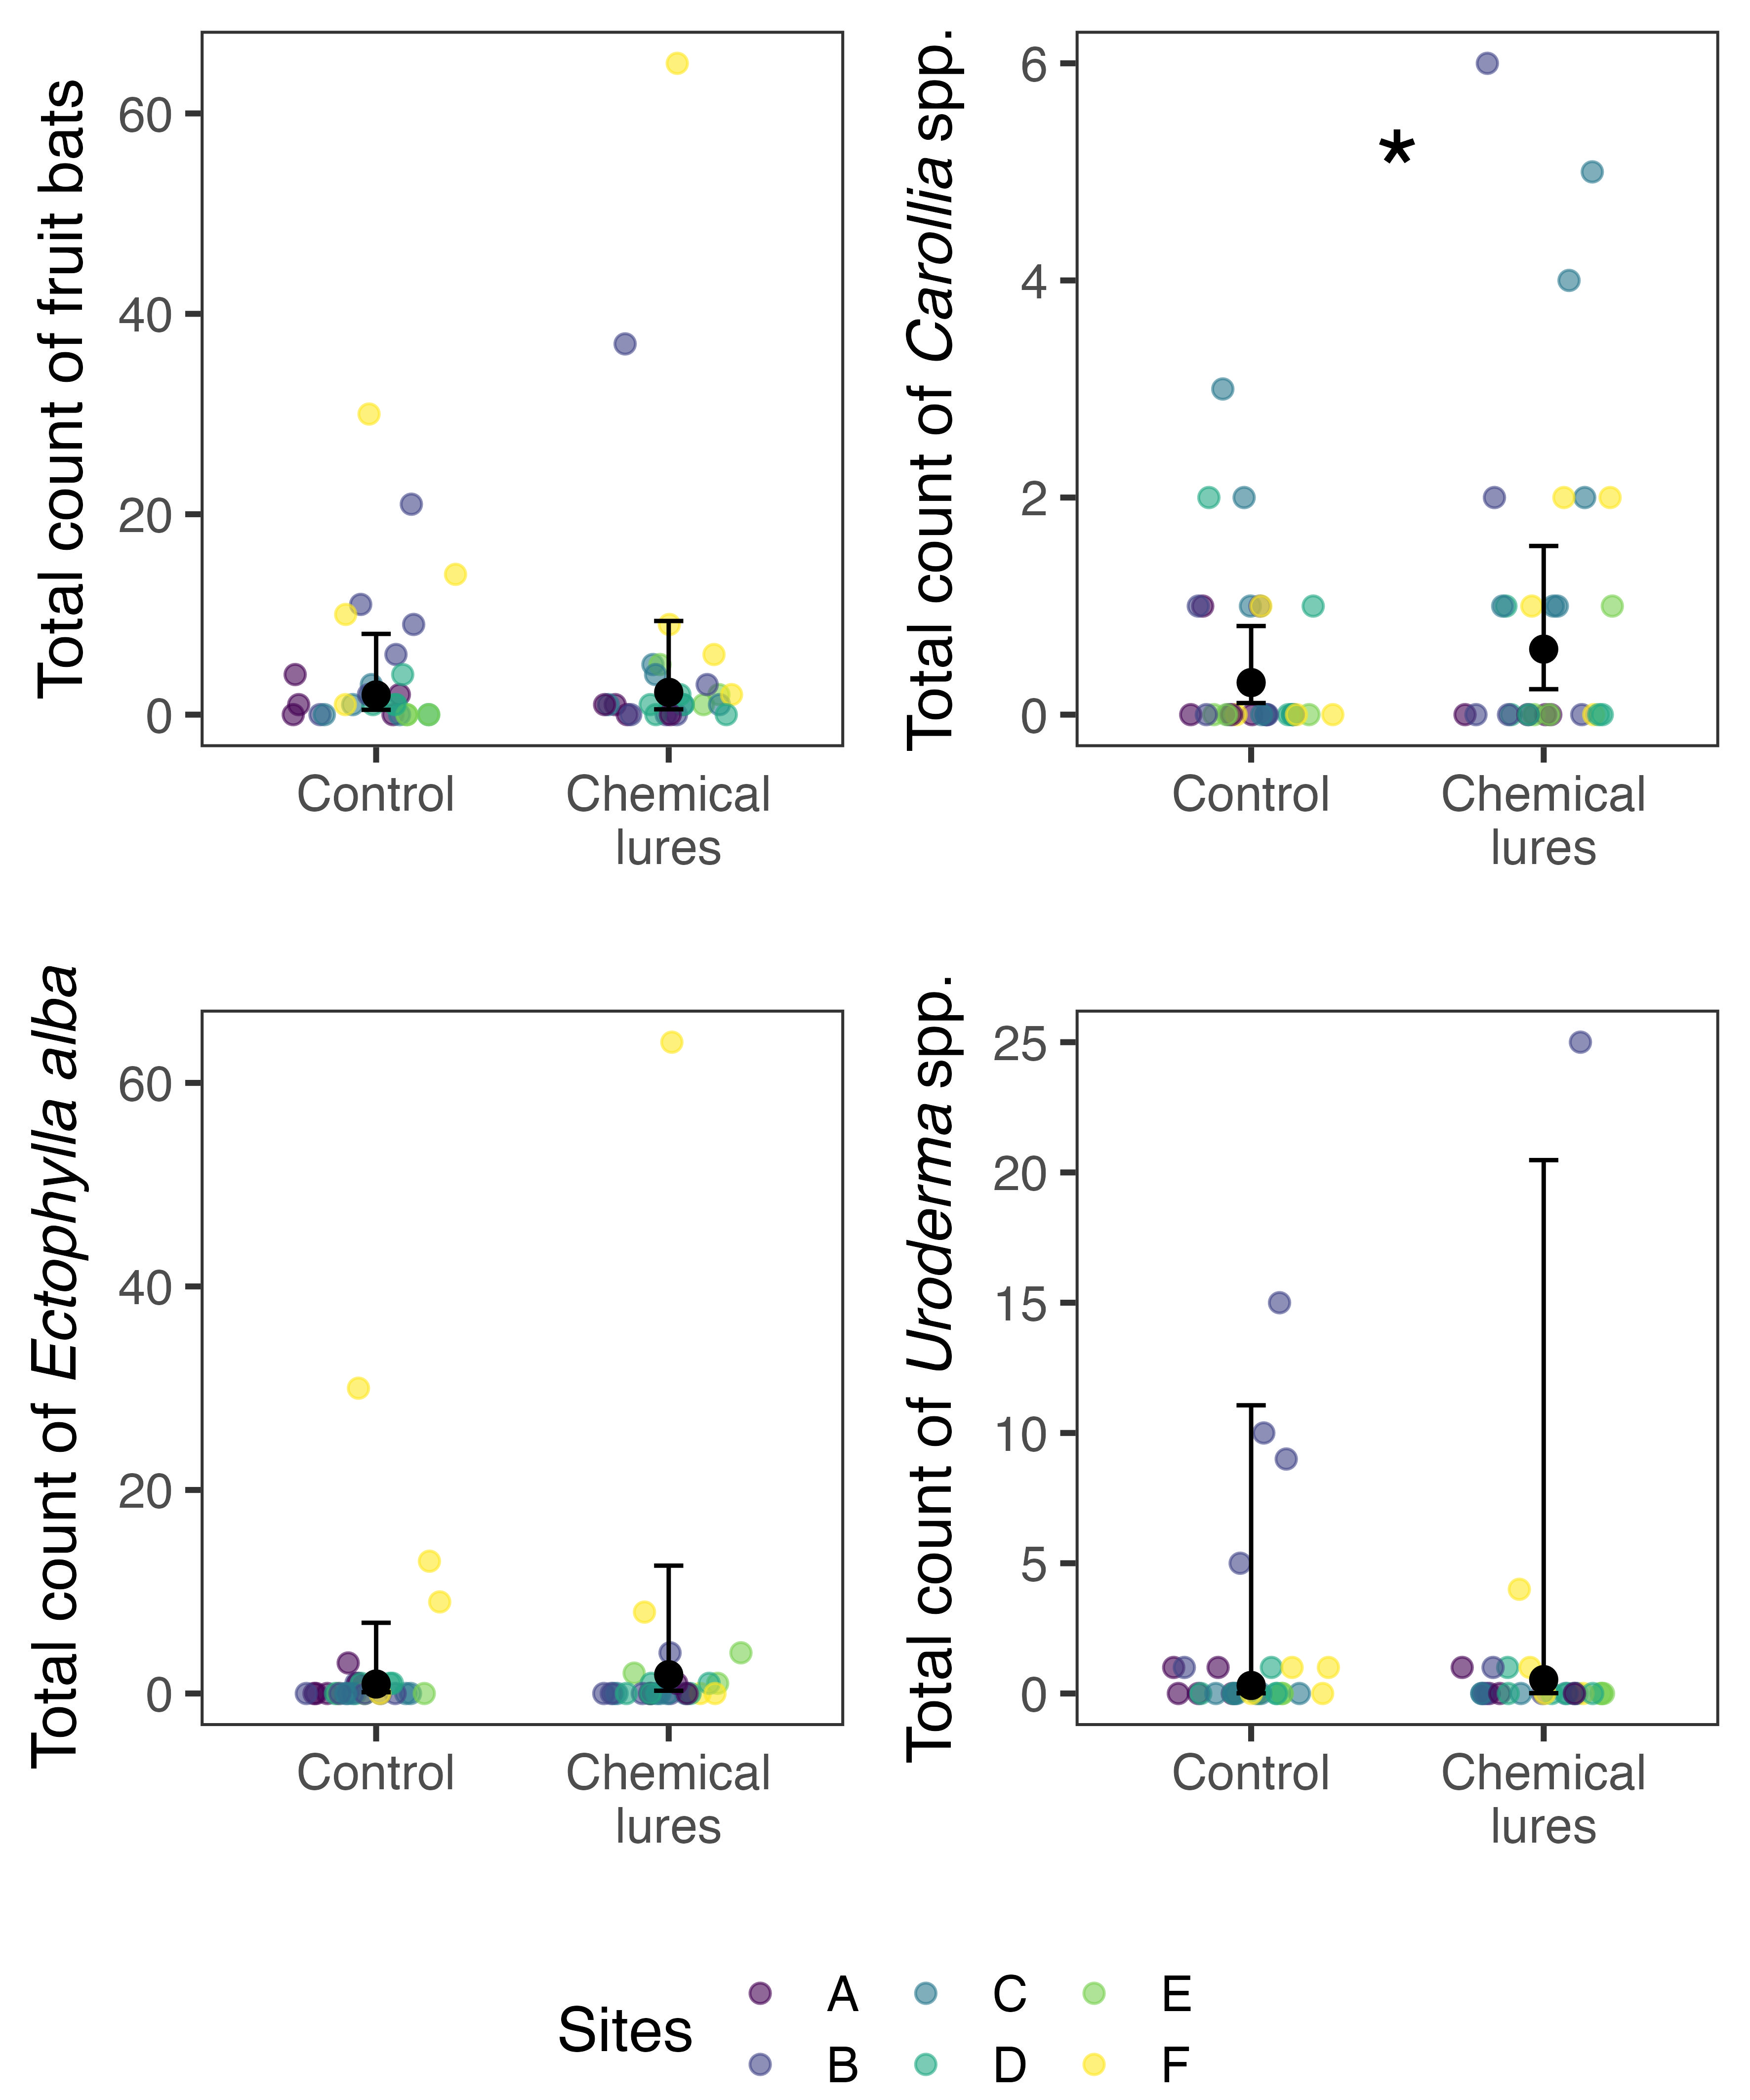 Total count of fruit bats
60
40
20
0
Control
Chemical
lures
Total count of Carollia spp.
6
4
2
0
*
Control
Chemical
lures
Total count of Ectophylla alba
60
40
20
0
Control
Chemical
lures
Total count of Uroderma spp.
25
20
15
10
5
0
Control
Chemical
lures
Sites
A
C
E
B
D
F